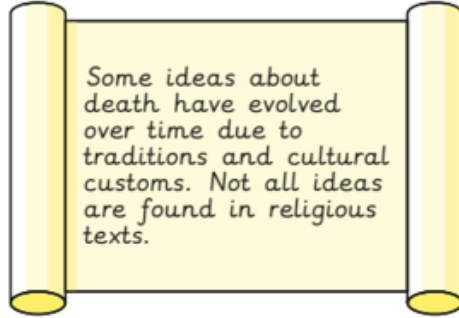 Some ideas about
death have evolved
over time due to
traditions and cultural
customs. Not all ideas
are found in religious
texts.